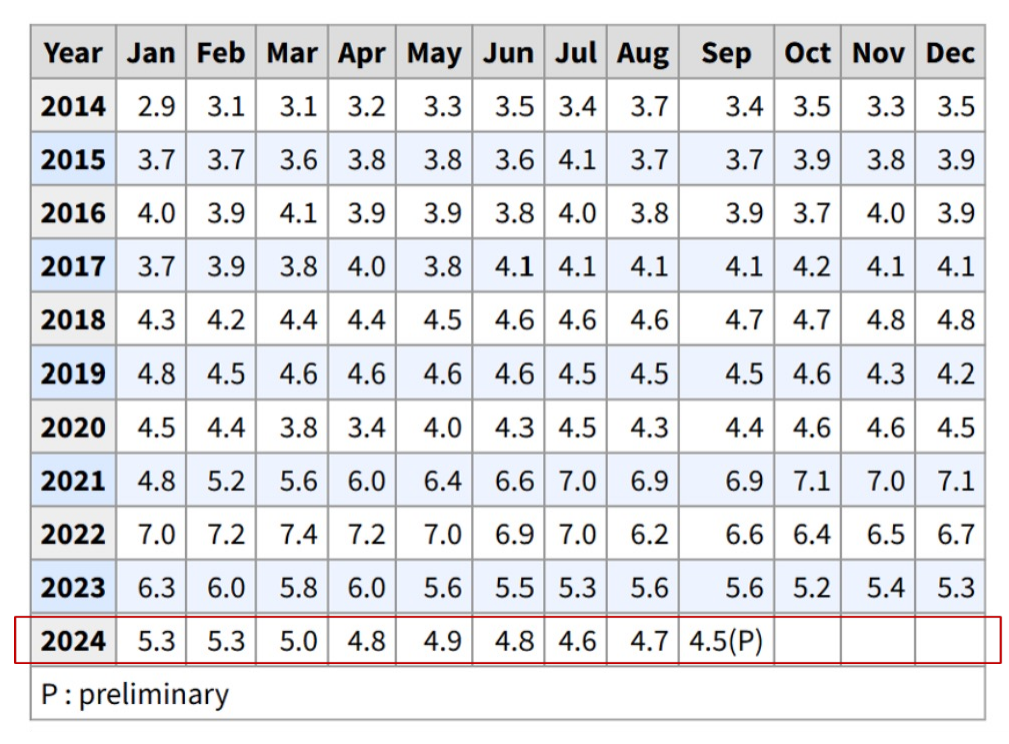 Year Jan Feb Mar Apr May Jun Jul Aug Sep Oct Nov Dec
2014 2.9 3.1 3.1 3.2 3.3 3.5 3.4 3.7 3.4 3.5 3.3 3.5
2015 3.7 3.7 3.6 3.8 3.8 3.6 4.1 3.7 3.7 3.9 3.8 3.9
2016 4.0 3.9 4.1 3.9 3.9 3.8 4.0 3.8 3.9 3.7 4.0 3.9
2017 3.7 3.9 3.8 4.0 3.8 4.1 4.1 4.1 4.1 4.2 4.1 4.1
2018 4.3 4.2 4.4 4.4 4.5 4.6 4.6 4.6 4.7 4.7 4.8 4.8
2019 4.8 4.5 4.6 4.6 4.6 4.6 4.5 4.5 4.5 4.6 4.3 4.2
2020 4.5 4.4 3.8 3.4 4.0 4.3 4.5 4.3 4.4 4.6 4.6 4.5
2021 4.8 5.2 5.6 6.0 6.4 6.6 7.0 6.9 6.9 7.1 7.0 7.1
2022 7.0 7.2 7.4 7.2 7.0 6.9 7.0 6.2 6.6 6.4 6.5 6.7
2023 6.3 6.0 5.8 6.0 5.6 5.5 5.3 5.6 5.6 5.2 5.4 5.3
2024 5.3 5.3 5.0 4.8 4.9 4.8 4.6 4.7 4.5(P)
P : preliminary